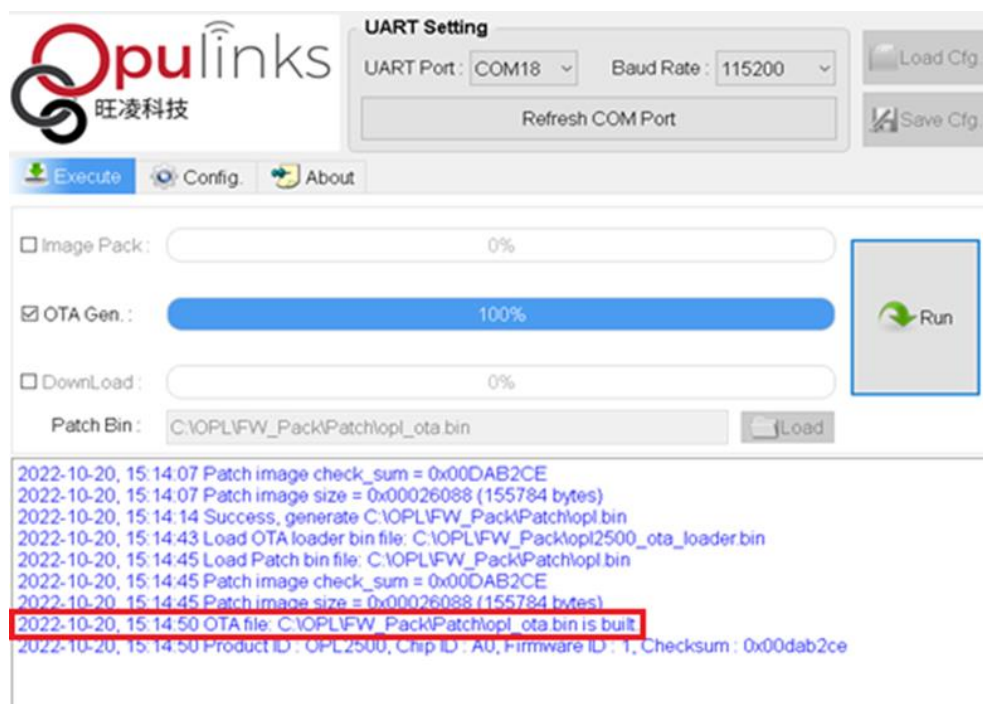 Opulinks
旺凌科技
UART Setting
UART Port : COM18 Baud Rate : 115200
Refresh COM Port
Load Cfg.
Save Cfg.
Execute Config. About
Image Pack : 0%
OTA Gen. : 100%
Run
DownLoad : 0%
Patch Bin : C:\OPL\FW_Pack\Patch\opl_ota.bin Load
2022-10-20, 15:14:07 Patch image check_sum = 0x00DAB2CE
2022-10-20, 15:14:07 Patch image size = 0x00026088 (155784 bytes)
2022-10-20, 15:14:14 Success, generate C:\OPL\FW_Pack\Patch\opl.bin
2022-10-20, 15:14:43 Load OTA loader bin file: C:\OPL\FW_Pack\opl2500_ota_loader.bin
2022-10-20, 15:14:45 Load Patch bin file: C:\OPL\FW_Pack\Patch\opl.bin
2022-10-20, 15:14:45 Patch image check_sum = 0x00DAB2CE
2022-10-20, 15:14:45 Patch image size = 0x00026088 (155784 bytes)
2022-10-20, 15:14:50 OTA file: C:\OPL\FW_Pack\Patch\opl_ota.bin is built.
2022-10-20, 15:14:50 Product ID : OPL2500, Chip ID : A0, Firmware ID : 1, Checksum : 0x00dab2ce